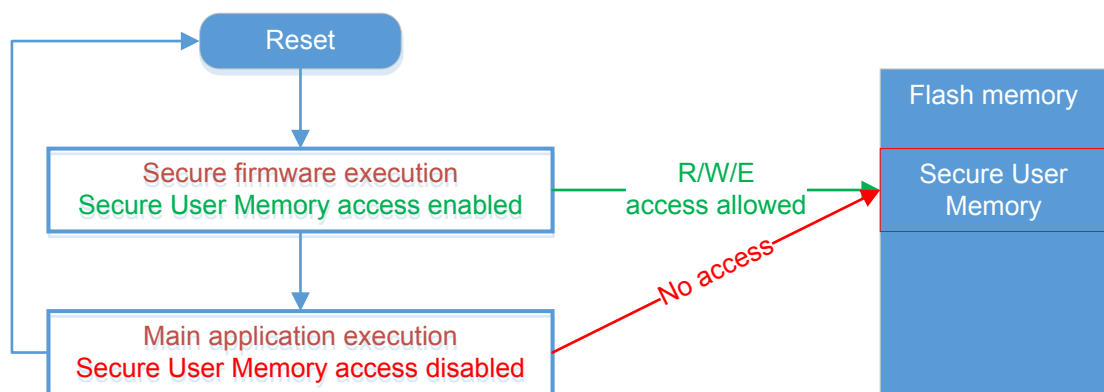 Reset
Secure firmware execution
Secure User Memory access enabled
R/W/E
access allowed
Main application execution
Secure User Memory access disabled
No access
Flash memory
Secure User
Memory